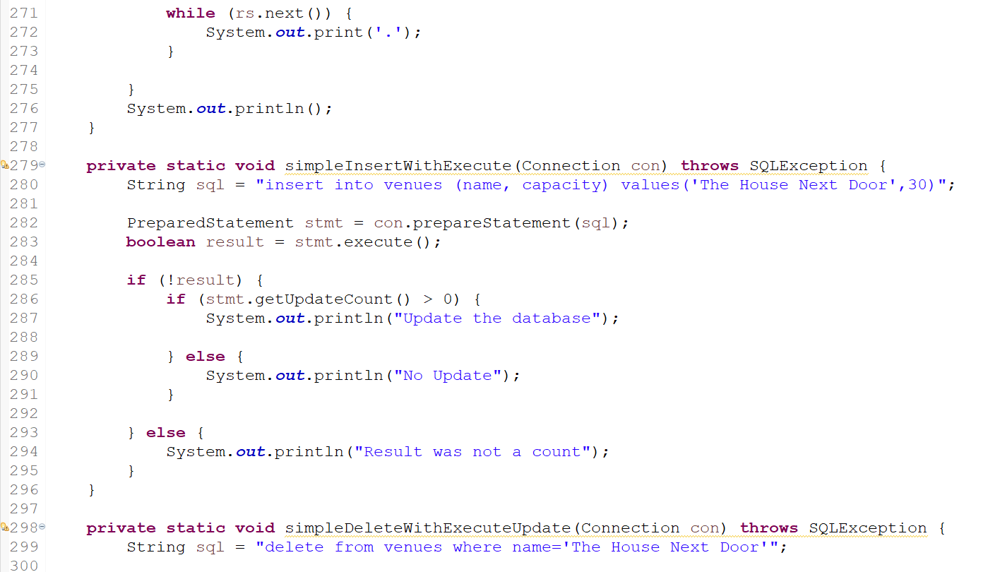 271             while (rs.next()) {
272                 System.out.print('.');
273             }
274
275         }
276         System.out.println();
277     }
278
279     private static void simpleInsertWithExecute(Connection con) throws SQLException {
280         String sql = "insert into venues (name, capacity) values('The House Next Door',30)";
281
282         PreparedStatement stmt = con.prepareStatement(sql);
283         boolean result = stmt.execute();
284
285         if (!result) {
286             if (stmt.getUpdateCount() > 0) {
287                 System.out.println("Update the database");
288
289             } else {
290                 System.out.println("No Update");
291             }
292
293         } else {
294             System.out.println("Result was not a count");
295         }
296     }
297
298     private static void simpleDeleteWithExecuteUpdate(Connection con) throws SQLException {
299         String sql = "delete from venues where name='The House Next Door'";
300